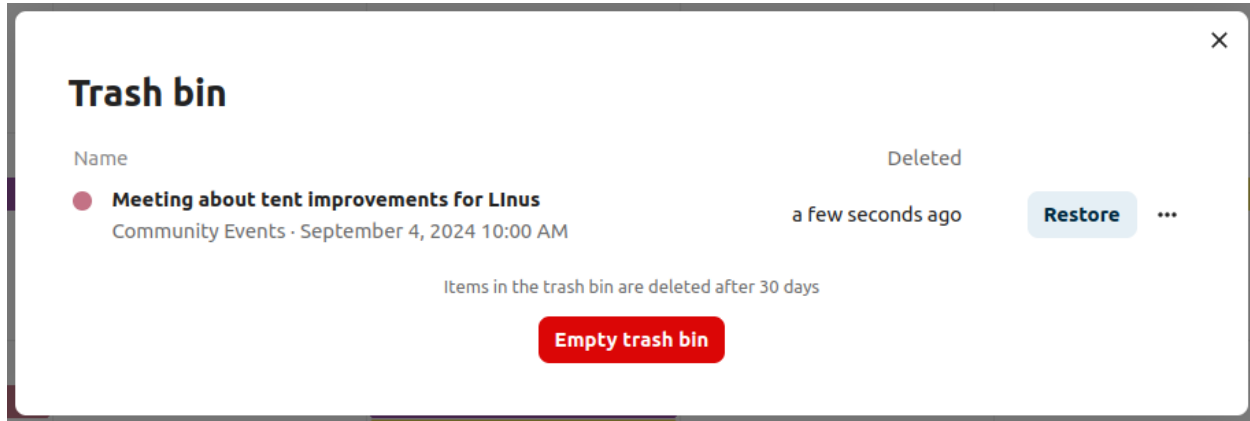 Trash bin
Name Deleted
Meeting about tent improvements for LInus
Community Events · September 4, 2024 10:00 AM
a few seconds ago
Restore
Items in the trash bin are deleted after 30 days
Empty trash bin